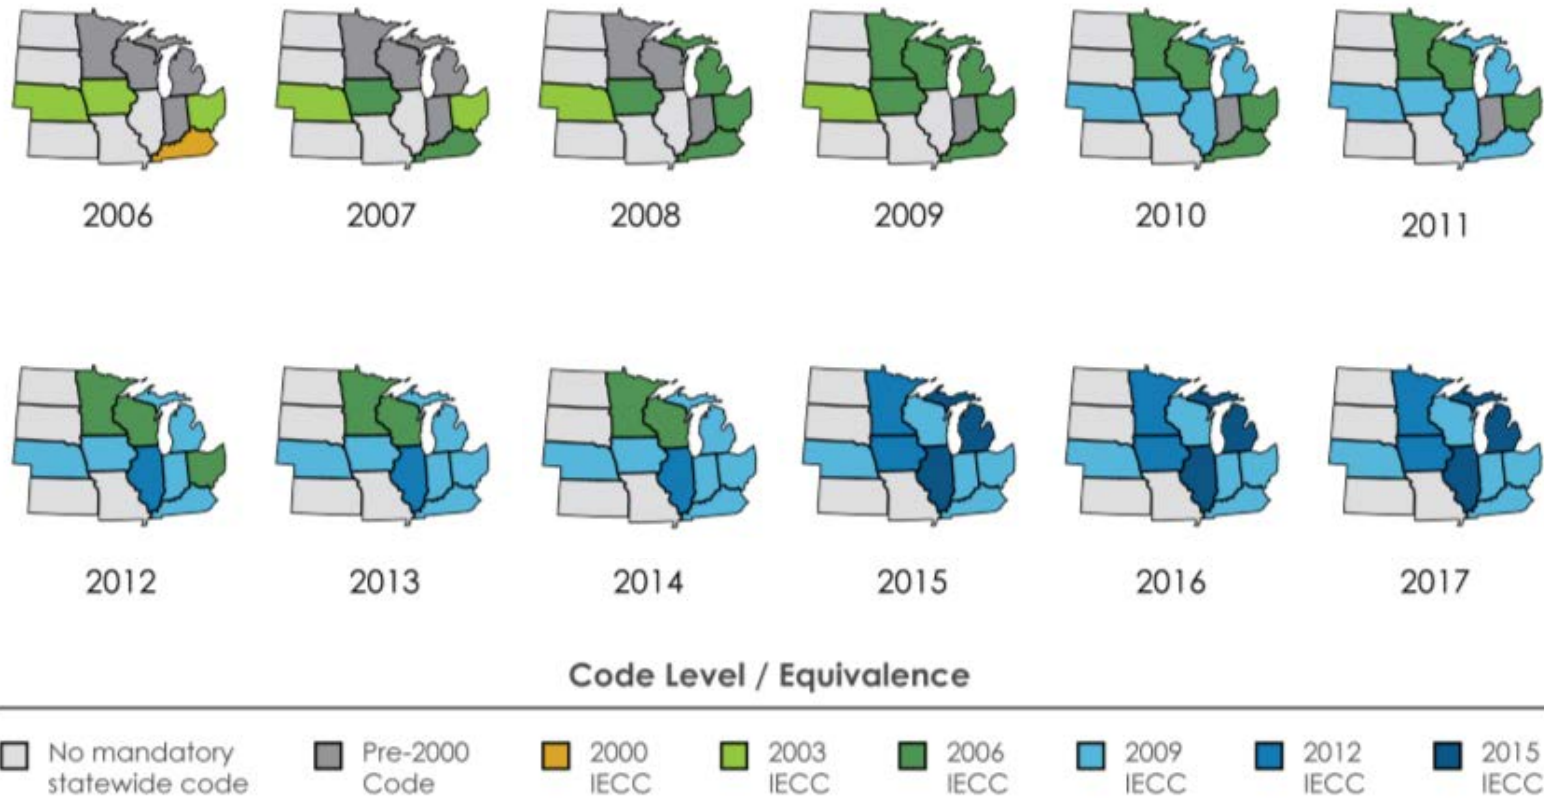 2006 2007 2008 2009 2010 2011
2012 2013 2014 2015 2016 2017
Code Level / Equivalence
No mandatory
statewide code
Pre-2000
Code
2000
IECC
2003
IECC
2006
IECC
2009
IECC
2012
IECC
2015
IECC